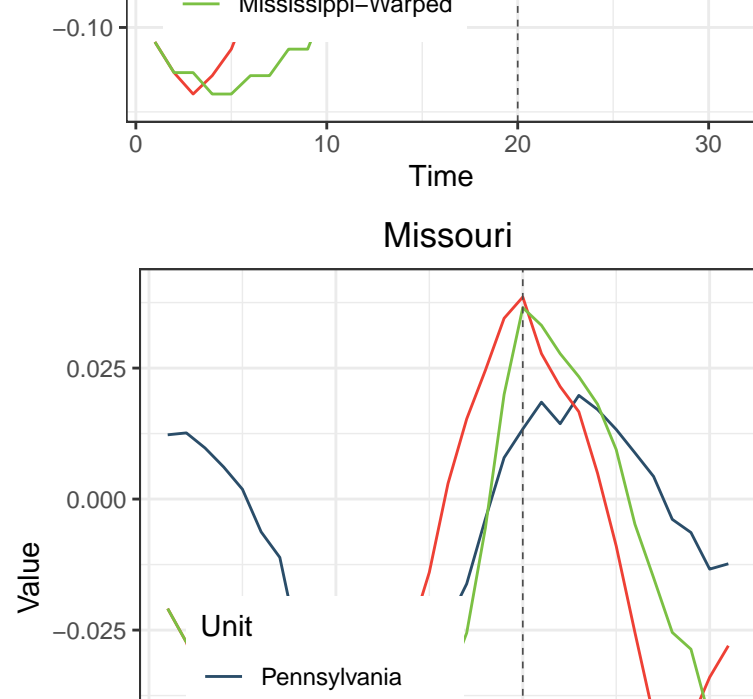 Mississippi−Warped
−0.10
0 10 20 30
Time
Missouri
0.025
0.000
Value
−0.025
Unit
Pennsylvania